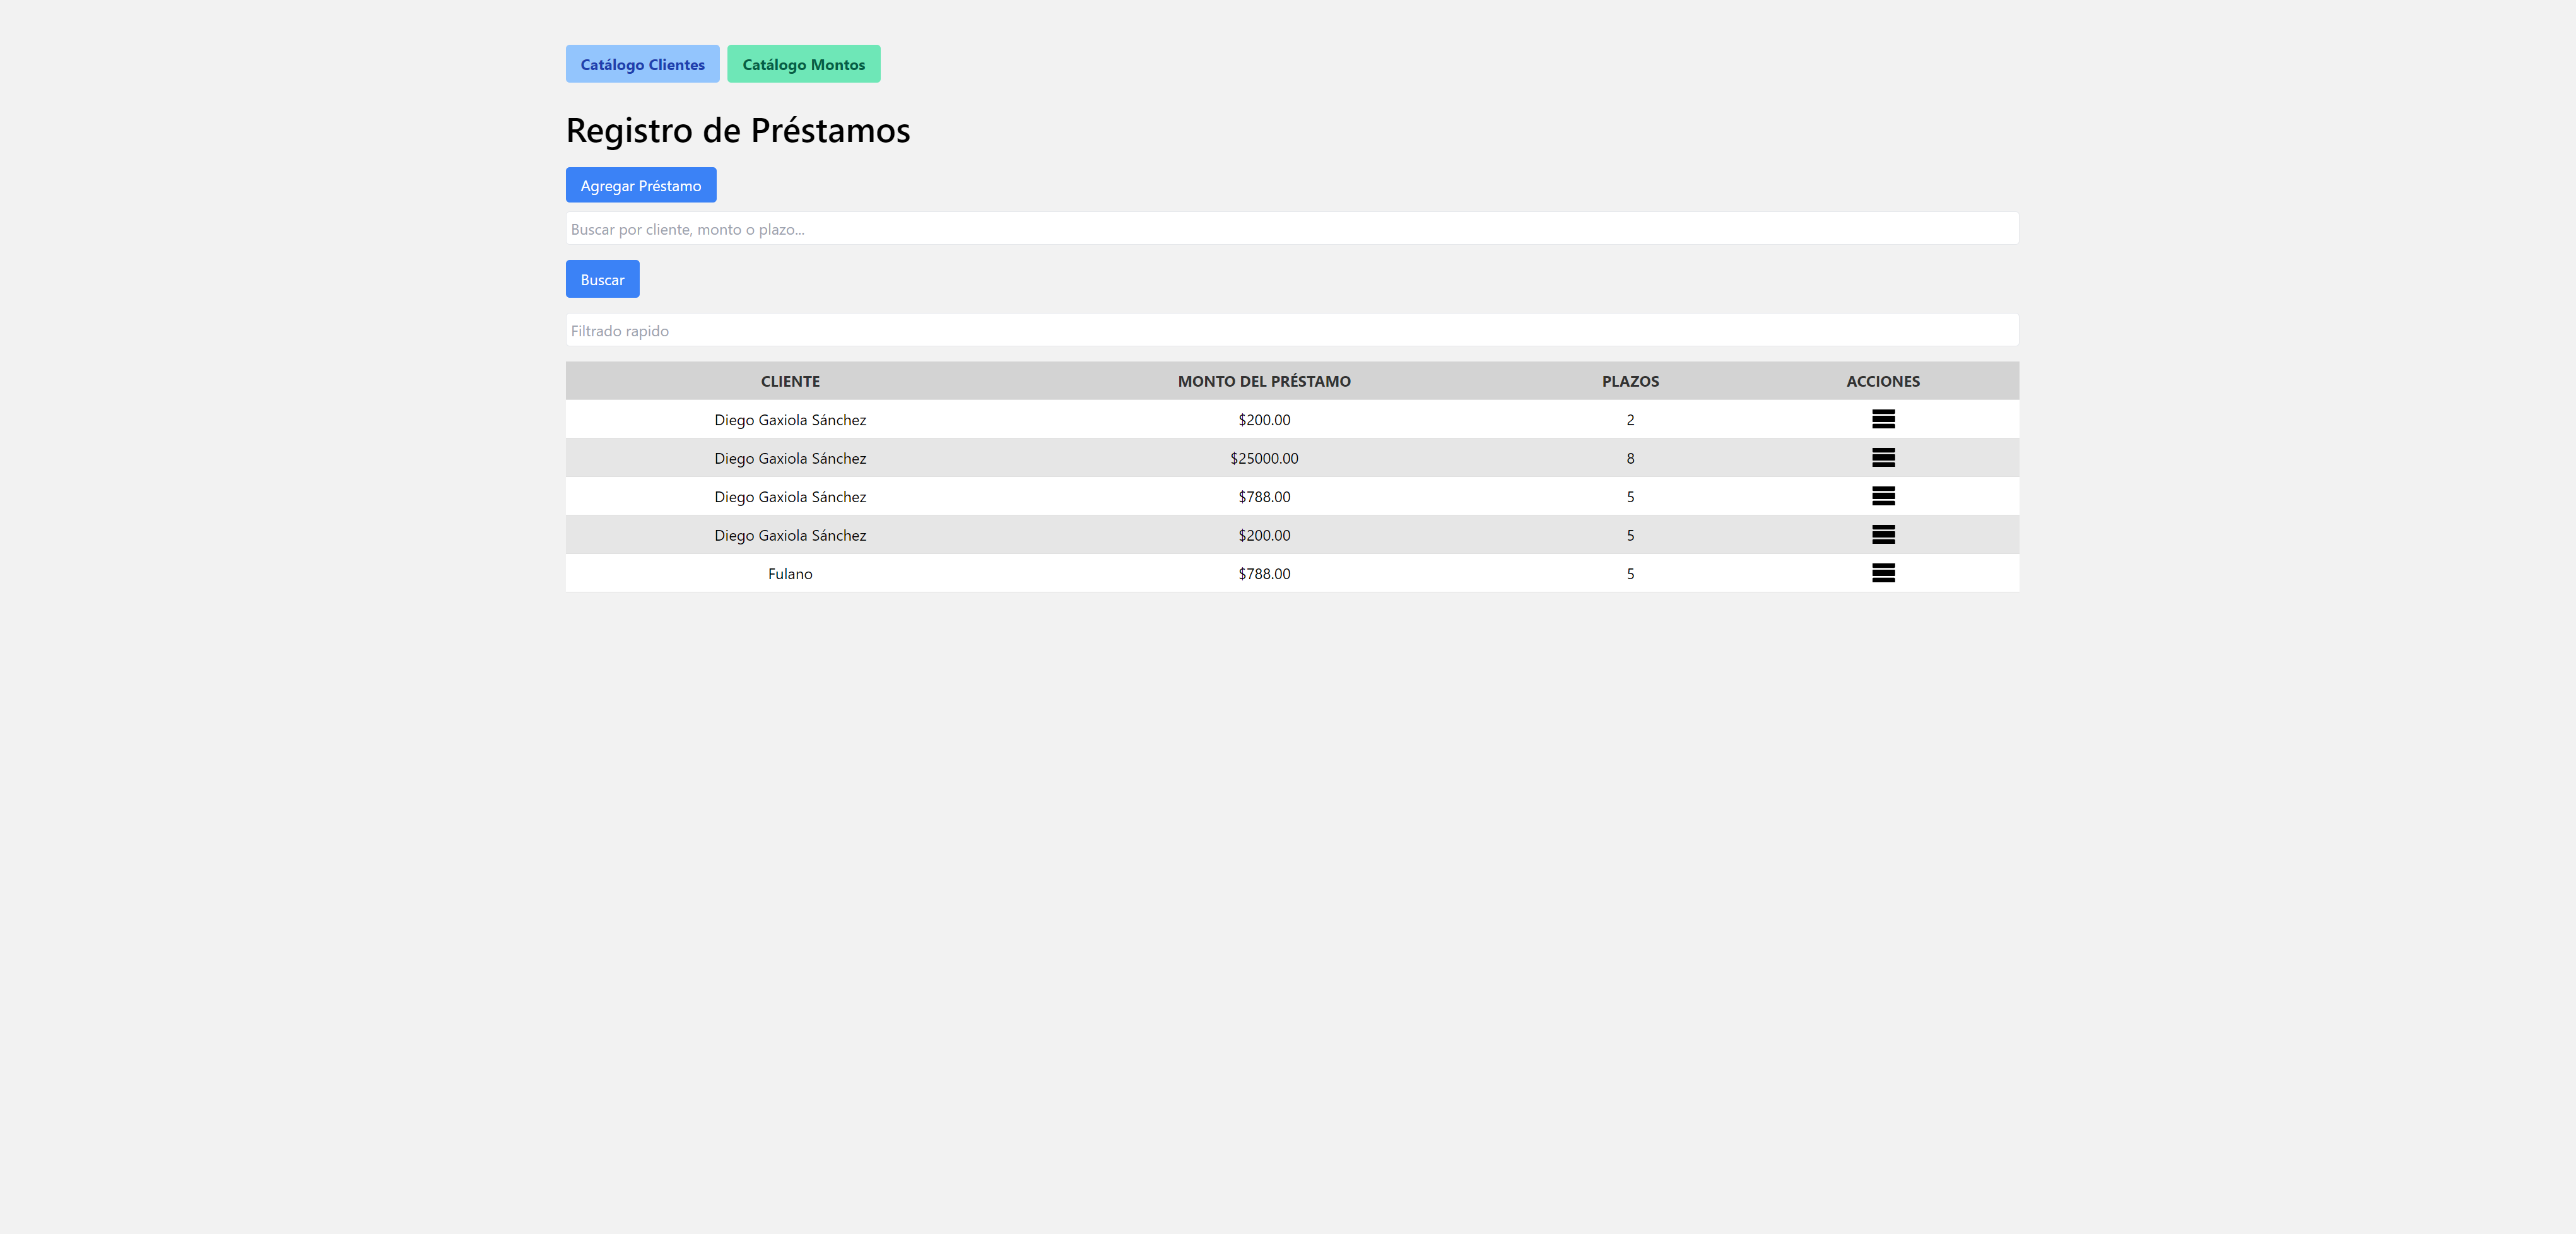 Catálogo Clientes Catálogo Montos
Registro de Préstamos
Agregar Préstamo
Buscar por cliente, monto o plazo...
Buscar
Filtrado rapido
CLIENTE MONTO DEL PRÉSTAMO PLAZOS ACCIONES
Diego Gaxiola Sánchez $200.00 2
Diego Gaxiola Sánchez $25000.00 8
Diego Gaxiola Sánchez $788.00 5
Diego Gaxiola Sánchez $200.00 5
Fulano $788.00 5